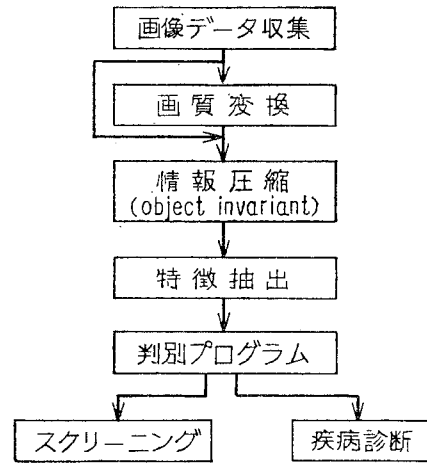 画像データ収集
画質変換
情報圧縮
(object invariant)
特徴抽出
判別プログラム
スクリーニング
疾病診断